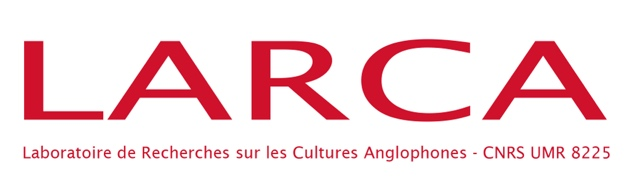 LARCA
Laboratoire de Recherches sur les Cultures Anglophones - CNRS UMR 8225